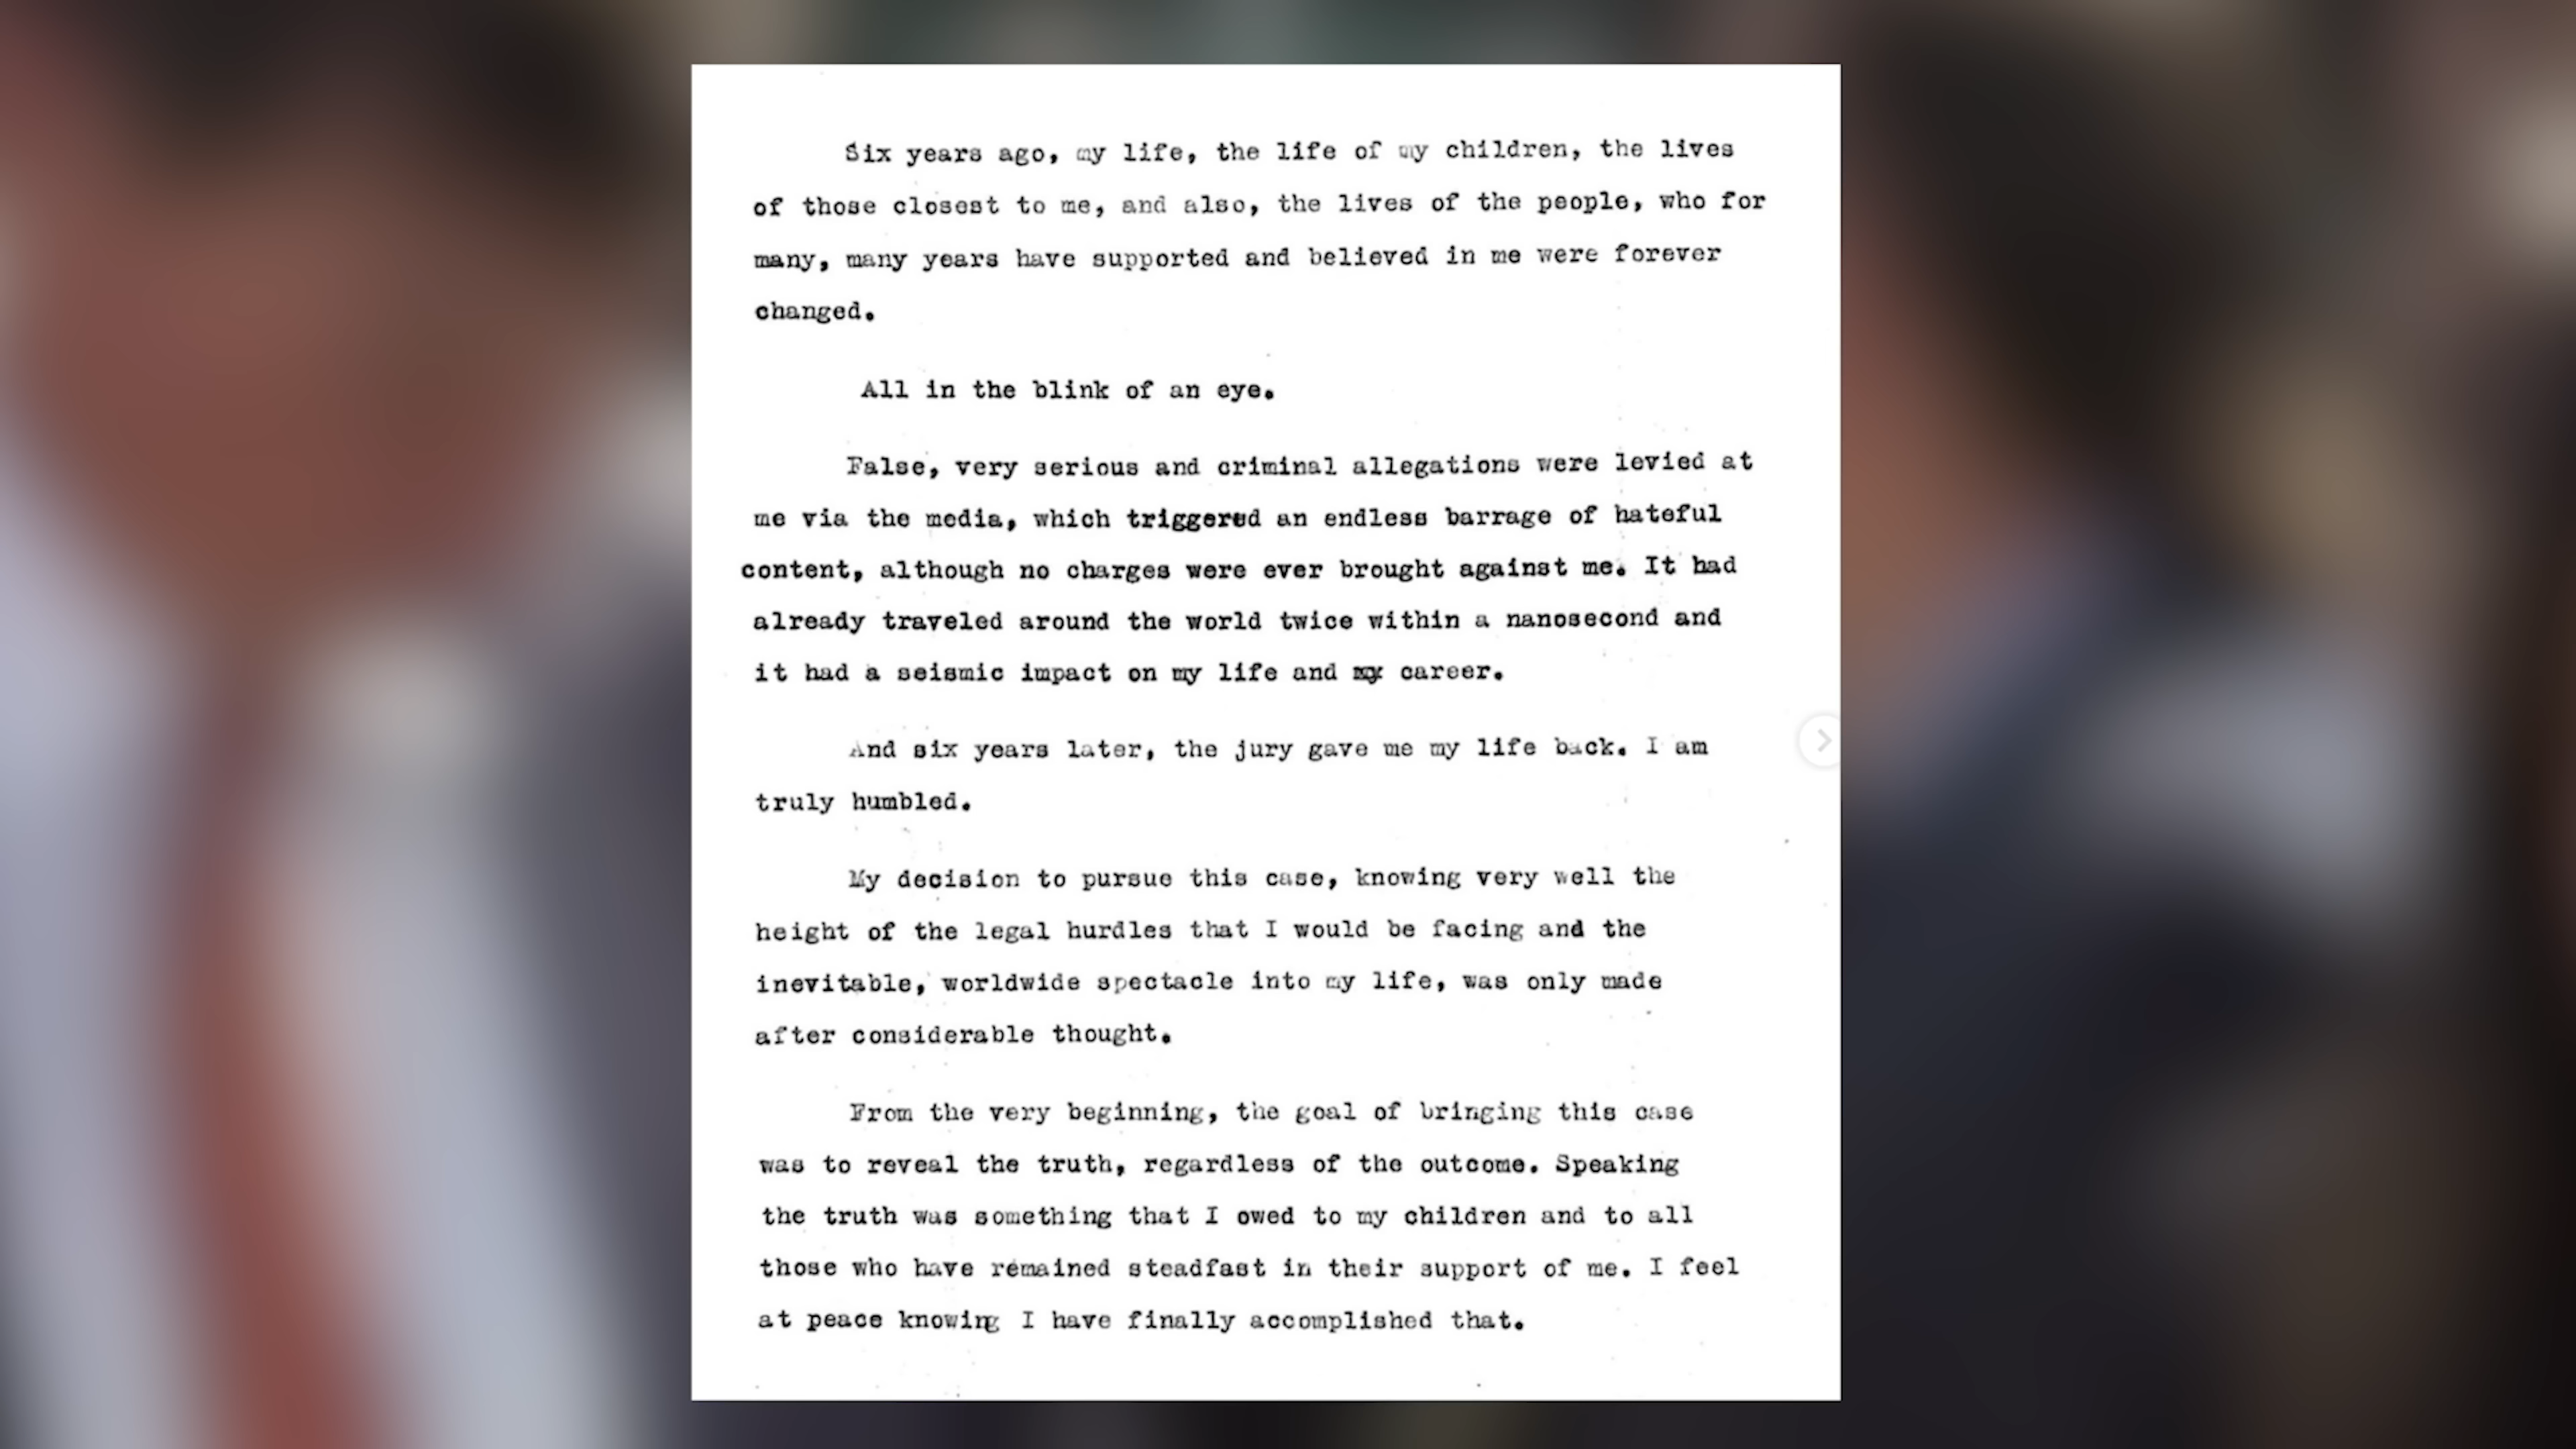 Six years ago, my life, the life of my children, the lives
of those closest to me, and also, the lives of the people, who for
many, many years have supported and believed in me were forever
changed.
All in the blink of an eye.
False, very serious and criminal allegations were levied at
me via the media, which triggered an endless barrage of hateful
content, although no charges were ever brought against me. It had
already traveled around the world twice within a nanosecond and
it had a seismic impact on my life and my career.
And six years later, the jury gave me my life back. I am
truly humbled.
My decision to pursue this case, knowing very well the
height of the legal hurdles that I would be facing and the
inevitable, worldwide spectacle into my life, was only made
after considerable thought.
From the very beginning, the goal of bringing this case
was to reveal the truth, regardless of the outcome. Speaking
the truth was something that I owed to my children and to all
those who have remained steadfast in their support of me. I feel
at peace knowing I have finally accomplished that.